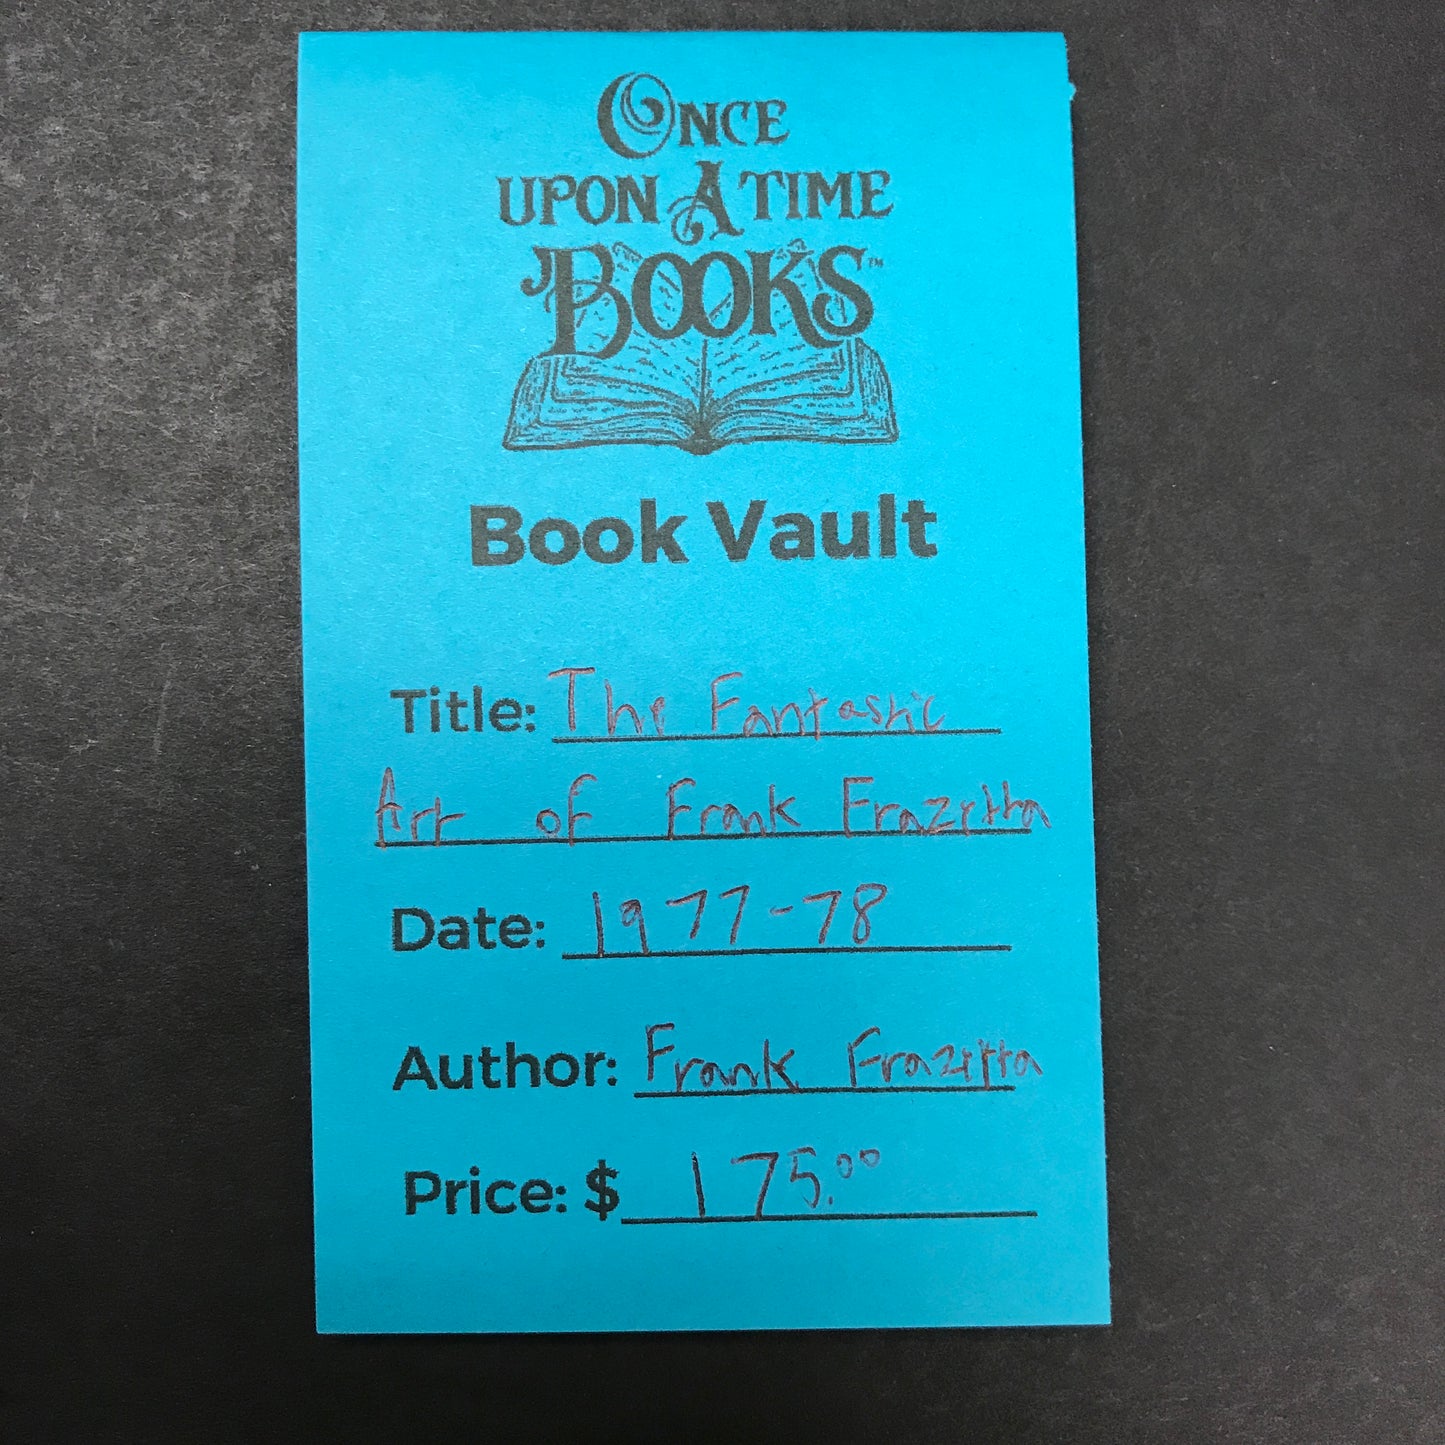 ONCE
UPON A TIME
BOOKS™
Book Vault
Title: The Fantastic
Art of Frank Frazetta
Date: 1977-78
Author: Frank Frazetta
Price: $ 175.00